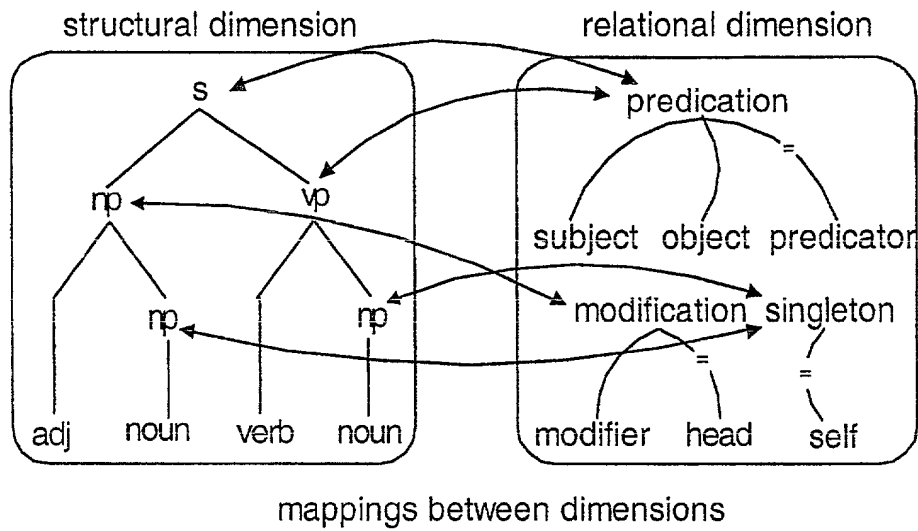 structural dimension
relational dimension
s
predication
np
vp
subject object predicator
=
np
np
modification singleton
=
=
adj noun verb noun
modifier head self
mappings between dimensions